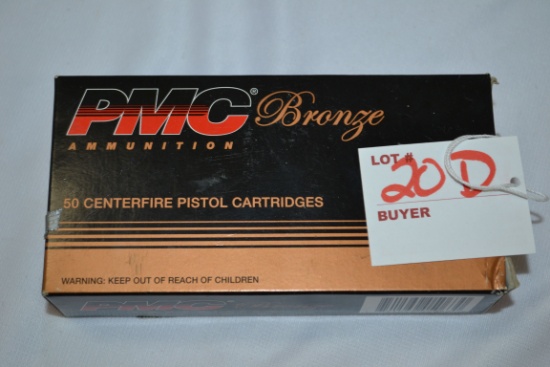 PMC® Bronze
AMMUNITION
LOT # 20 D
BUYER
50 CENTERFIRE PISTOL CARTRIDGES
WARNING: KEEP OUT OF REACH OF CHILDREN